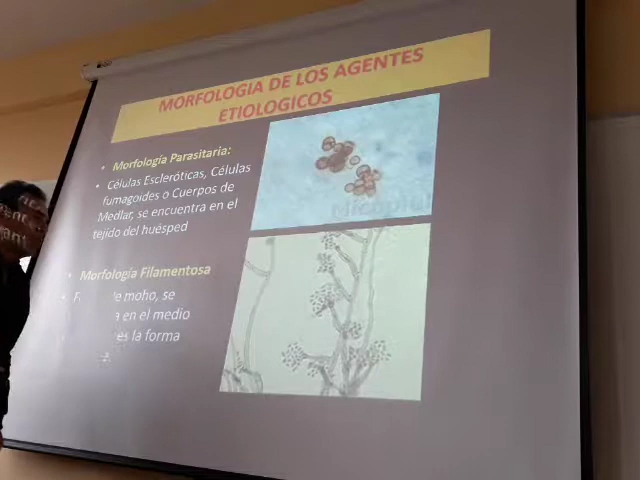 MORFOLOGIA DE LOS AGENTES
ETIOLOGICOS
• Morfología Parasitaria:
• Células Escleróticas, Células
fumagoides o Cuerpos de
Medlar, se encuentra en el
tejido del huésped
• Morfología Filamentosa
moho, se
en el medio
es la forma